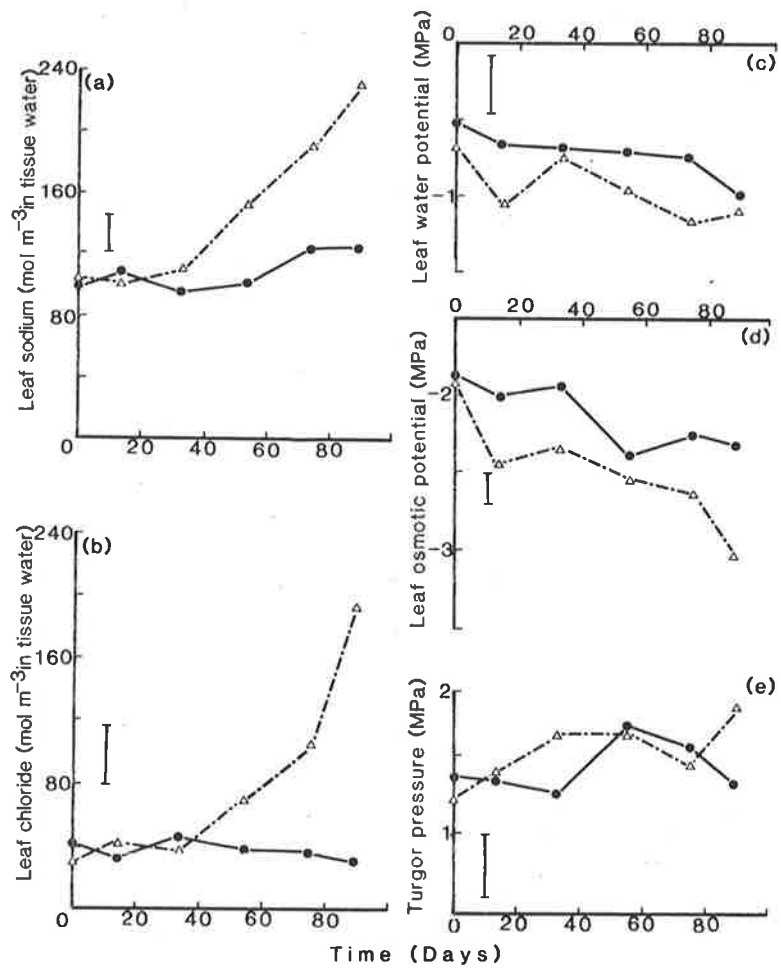 (a)
Leaf sodium (mol m⁻³ in tissue water)
240
160
80
0 20 40 60 80
(b)
Leaf chloride (mol m⁻³ in tissue water)
240
160
80
0 20 40 60 80
(c)
Leaf water potential (MPa)
0 20 40 60 80
-1
(d)
Leaf osmotic potential (MPa)
0 20 40 60 80
-2
-3
(e)
Turgor pressure (MPa)
2
1
0 20 40 60 80
Time (Days)